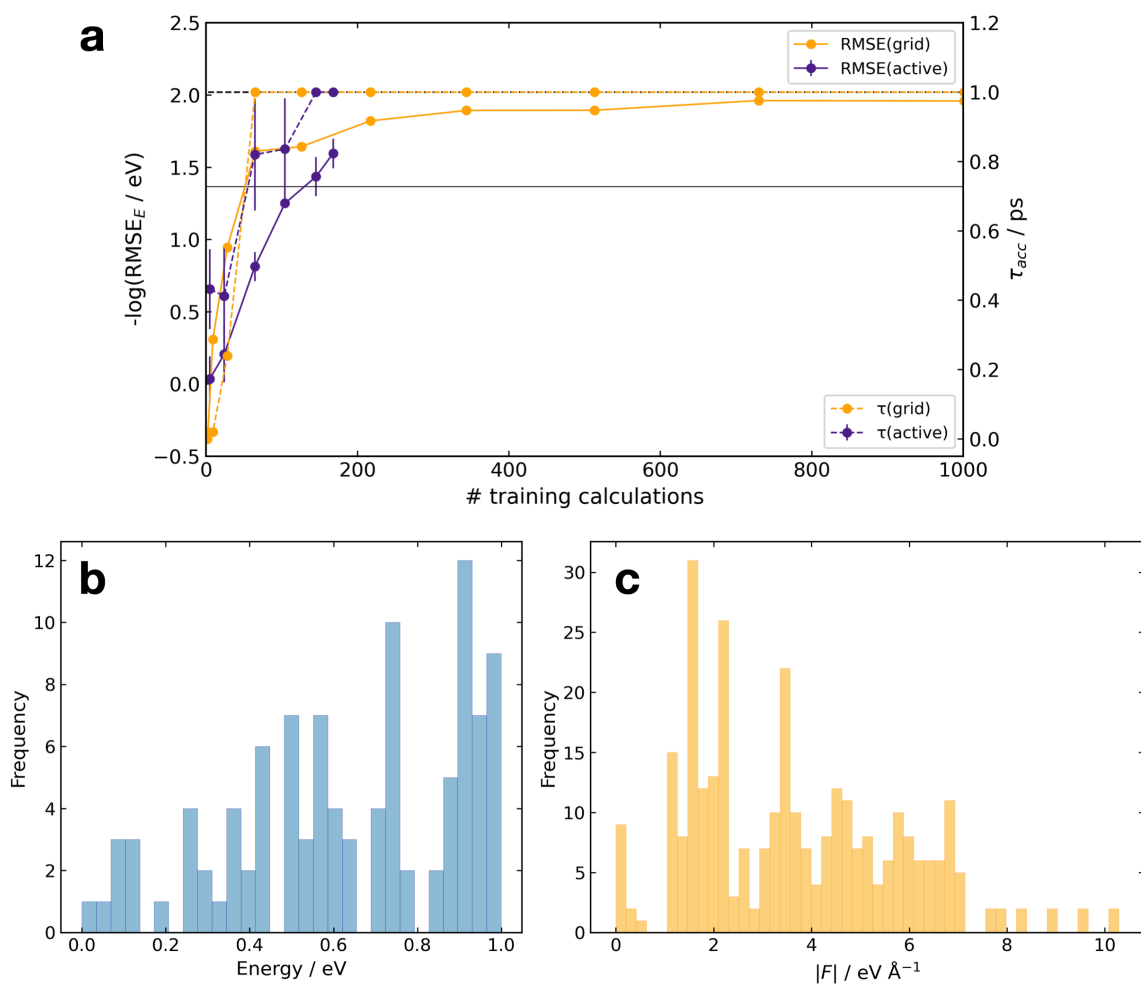 a
2.5
2.0
1.5
1.0
0.5
0.0
−0.5
-log(RMSE_E / eV)
1.2
1.0
0.8
0.6
0.4
0.2
0.0
τ_acc / ps
RMSE(grid)
RMSE(active)
τ(grid)
τ(active)
0 200 400 600 800 1000
# training calculations
b
12
10
8
6
4
2
0
Frequency
0.0 0.2 0.4 0.6 0.8 1.0
Energy / eV
c
30
25
20
15
10
5
0
Frequency
0 2 4 6 8 10
|F| / eV Å⁻¹